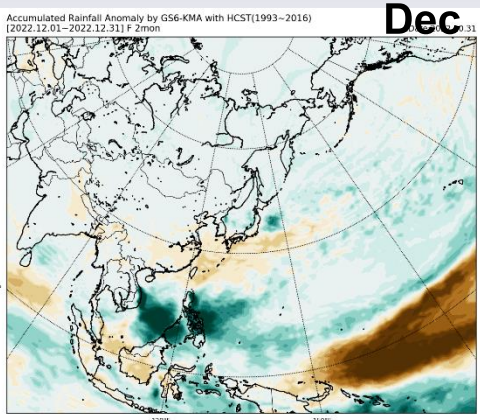 Accumulated Rainfall Anomaly by GS6-KMA with HCST(1993~2016)
Dec
[2022.12.01~2022.12.31] F 2mon